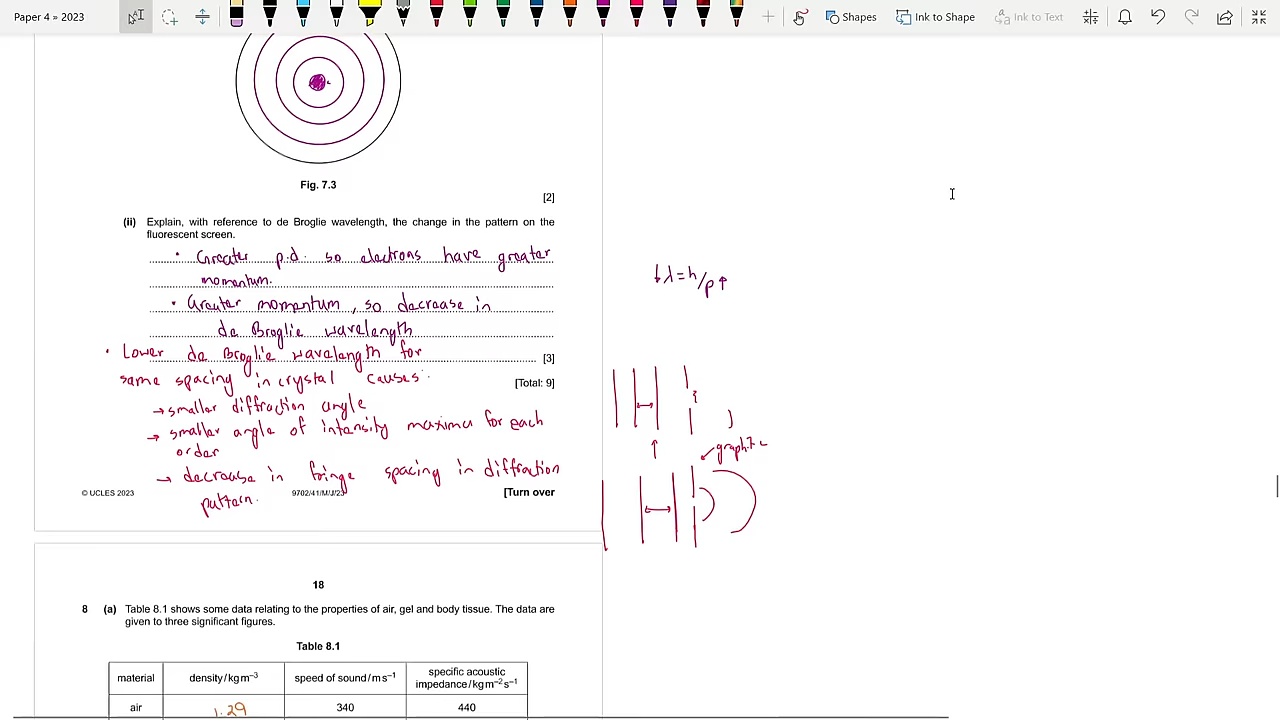 Paper 4 » 2023
Shapes
Ink to Shape
Ink to Text
Fig. 7.3
[2]
(ii) Explain, with reference to de Broglie wavelength, the change in the pattern on the
fluorescent screen.
• Greater p.d. so electrons have greater
momentum.
• Greater momentum, so decrease in
de Broglie wavelength
• Lower de Broglie wavelength for
[3]
same spacing in crystal causes:
[Total: 9]
→ smaller diffraction angle
→ smaller angle of intensity maxima for each
order
→ decrease in fringe spacing in diffraction
pattern.
© UCLES 2023
9702/41/M/J/23
[Turn over
↓λ = h/p↑
graphite
18
8 (a) Table 8.1 shows some data relating to the properties of air, gel and body tissue. The data are
given to three significant figures.
Table 8.1
material density/kg m⁻³ speed of sound/m s⁻¹ specific acoustic
impedance/kg m⁻² s⁻¹
air 1.29 340 440